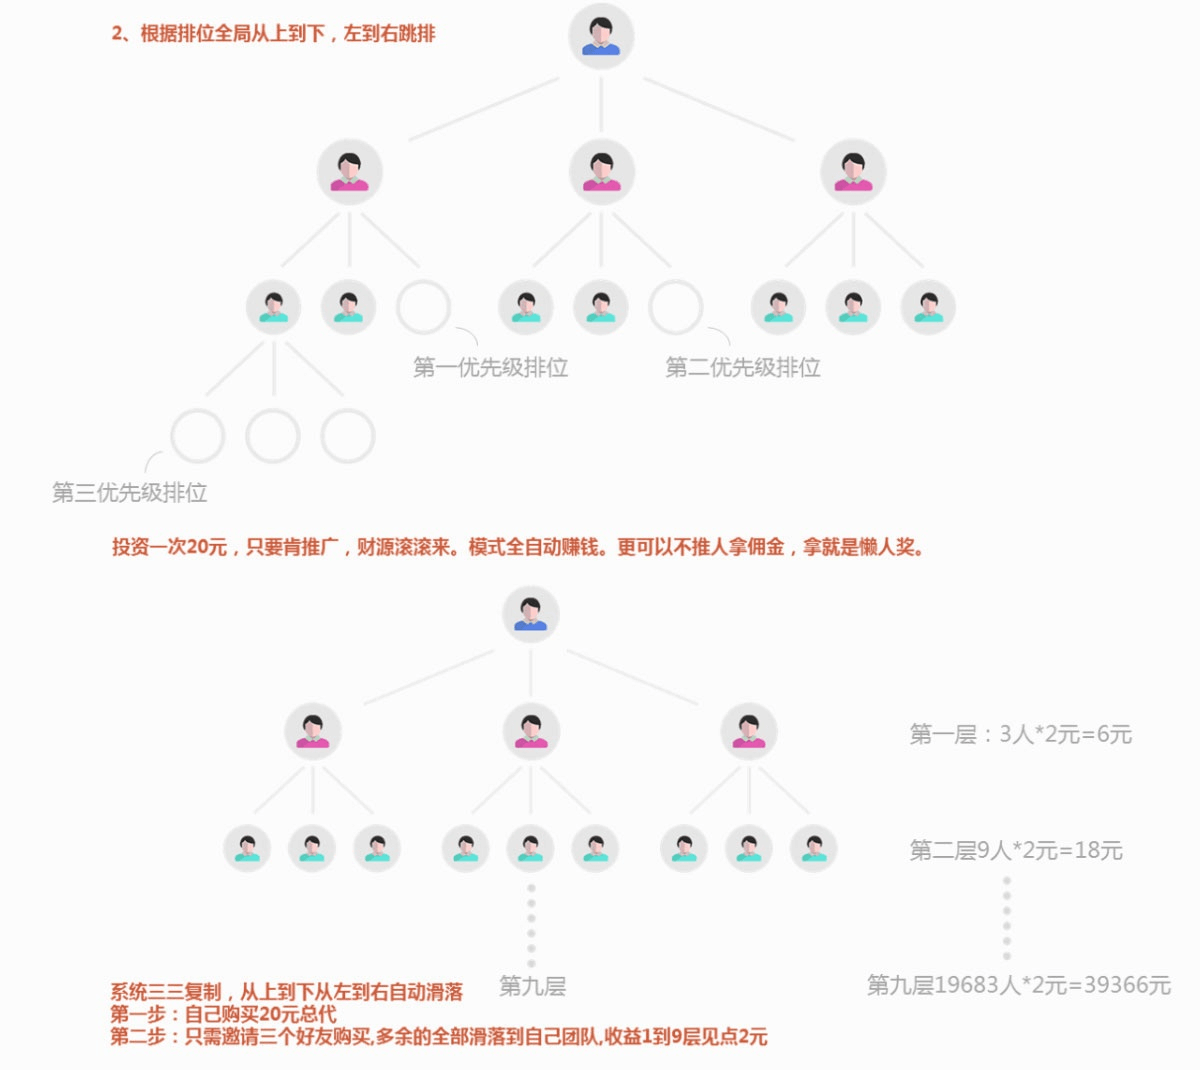 2、根据排位全局从上到下，左到右跳排
第一优先级排位
第二优先级排位
第三优先级排位
投资一次20元，只要肯推广，财源滚滚来。模式全自动赚钱。更可以不推人拿佣金，拿就是懒人奖。
第一层：3人*2元=6元
第二层9人*2元=18元
第九层
第九层19683人*2元=39366元
系统三三复制，从上到下从左到右自动滑落
第一步：自己购买20元总代
第二步：只需邀请三个好友购买,多余的全部滑落到自己团队,收益1到9层见点2元